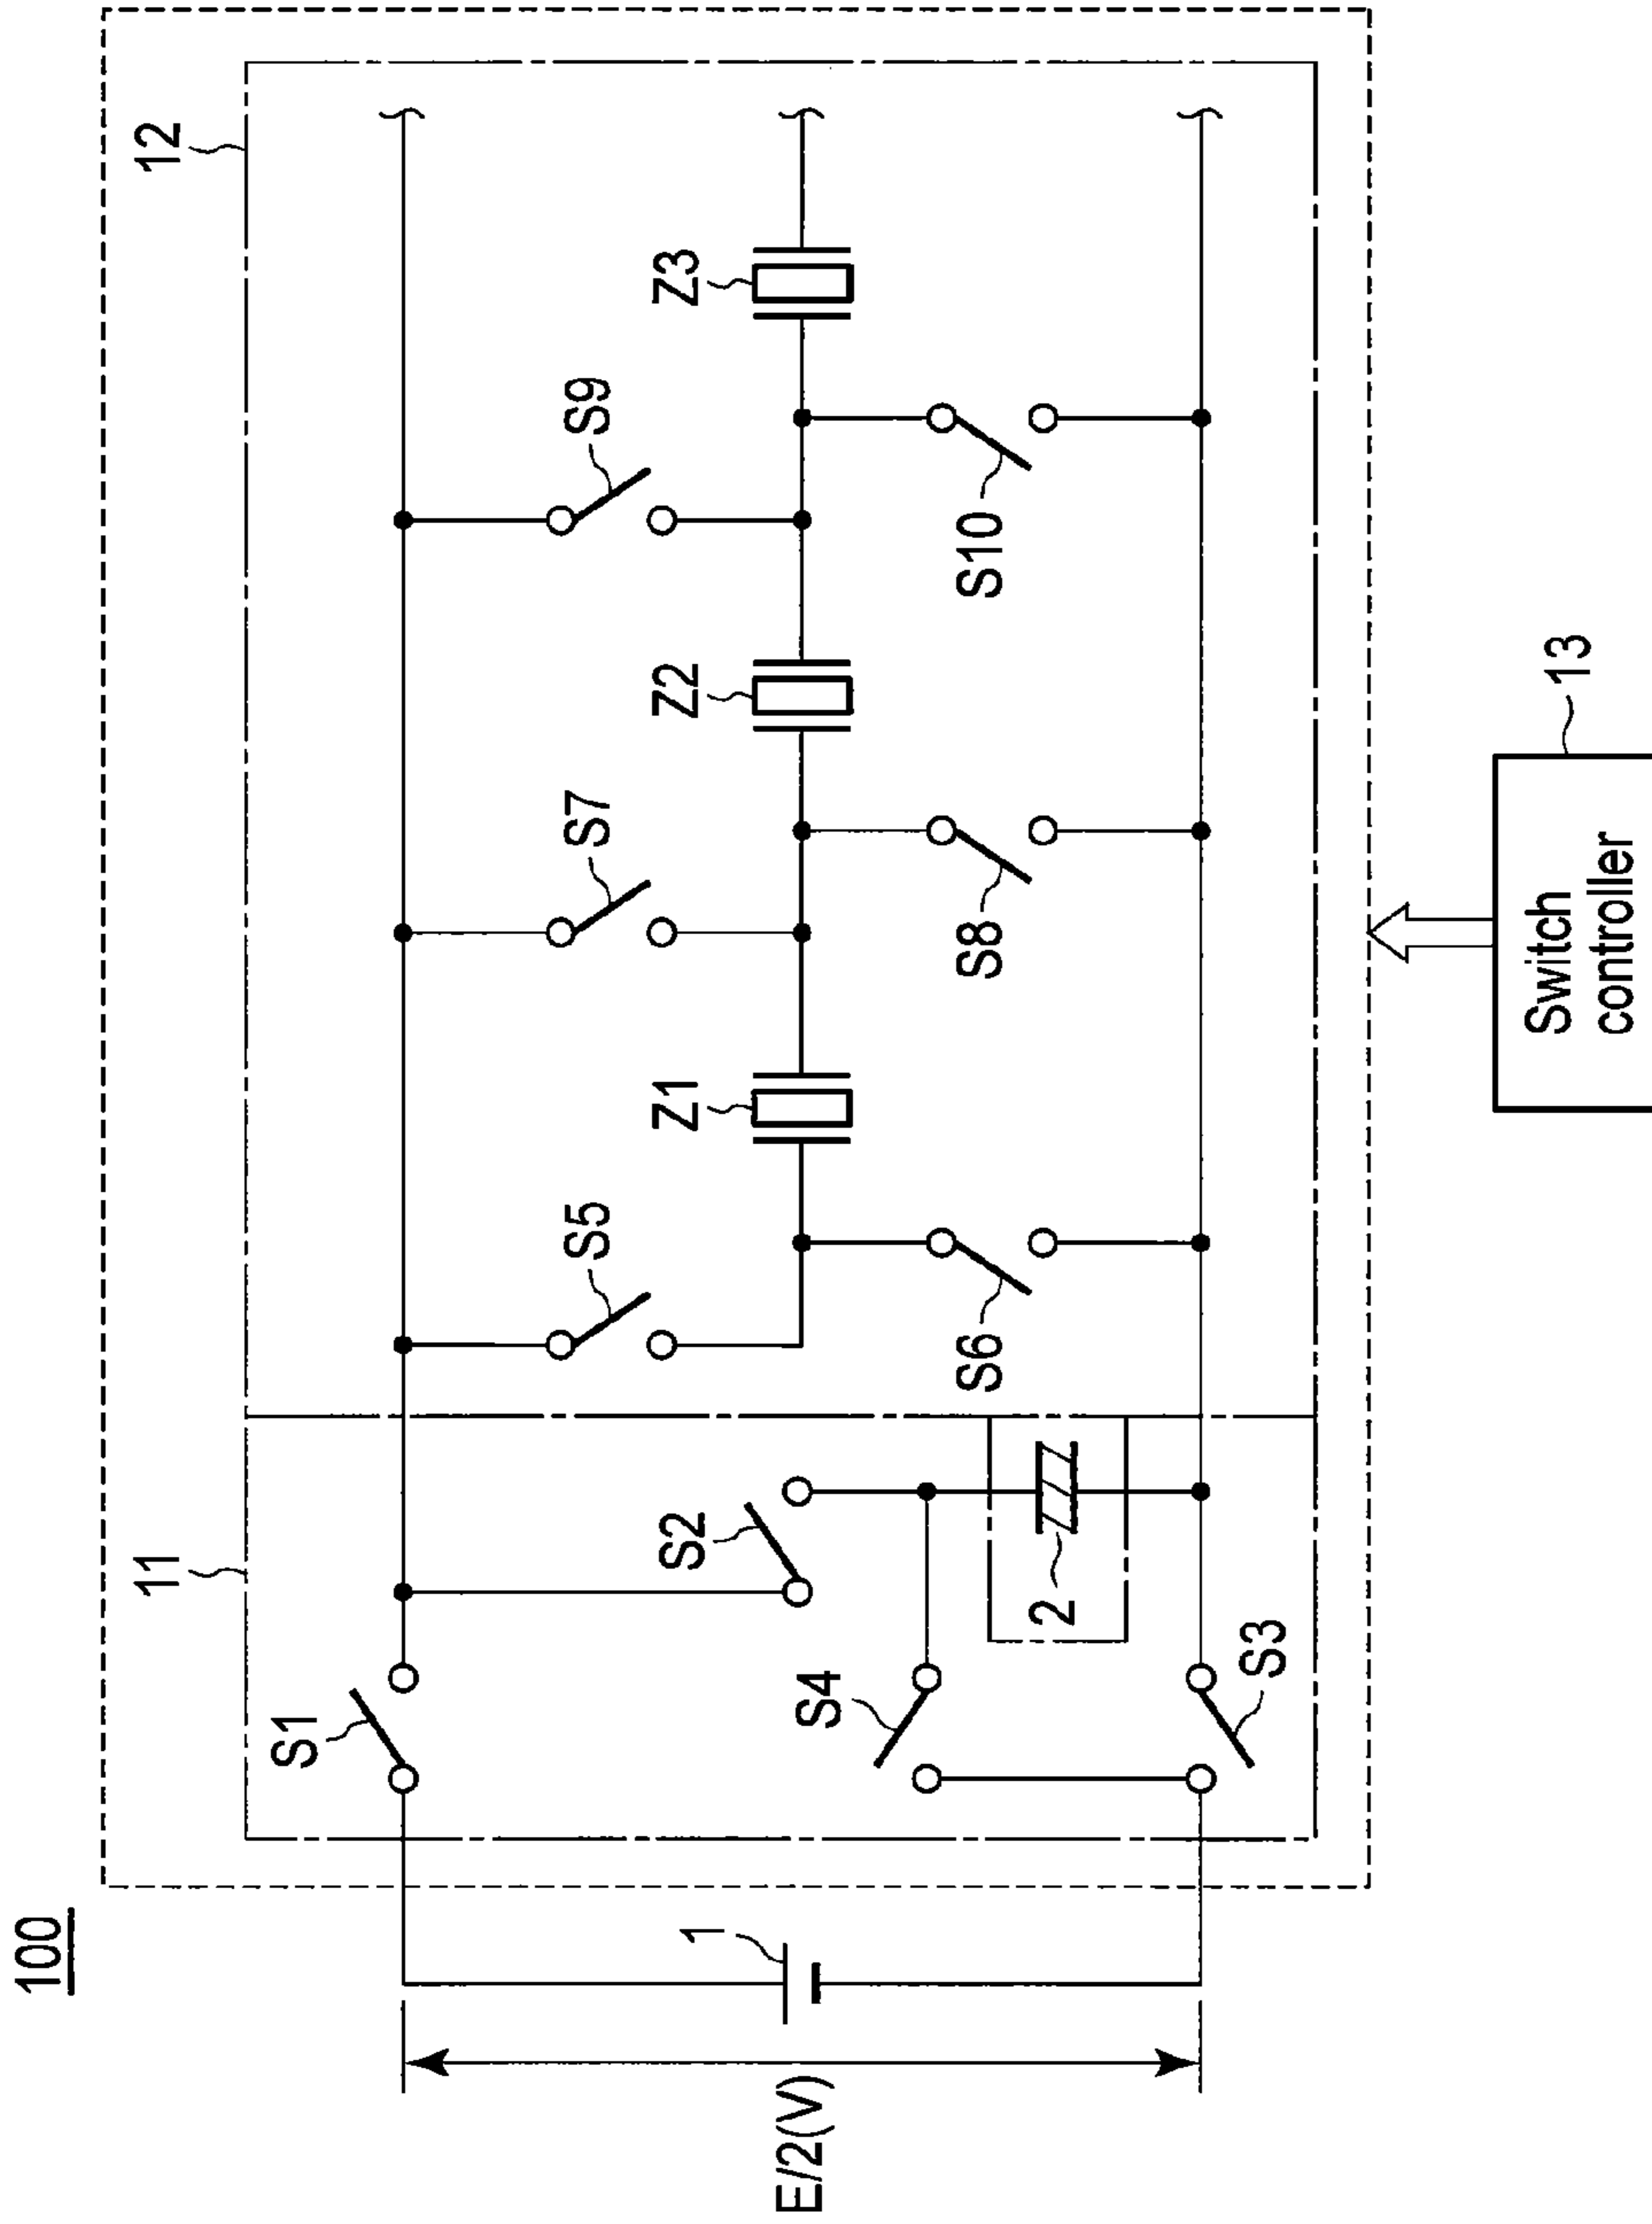 100
11
12
S1
S5
S7
S9
S2
Z1
Z2
Z3
1
E/2(V)
S4
2
S6
S8
S10
S3
13
Switch
controller